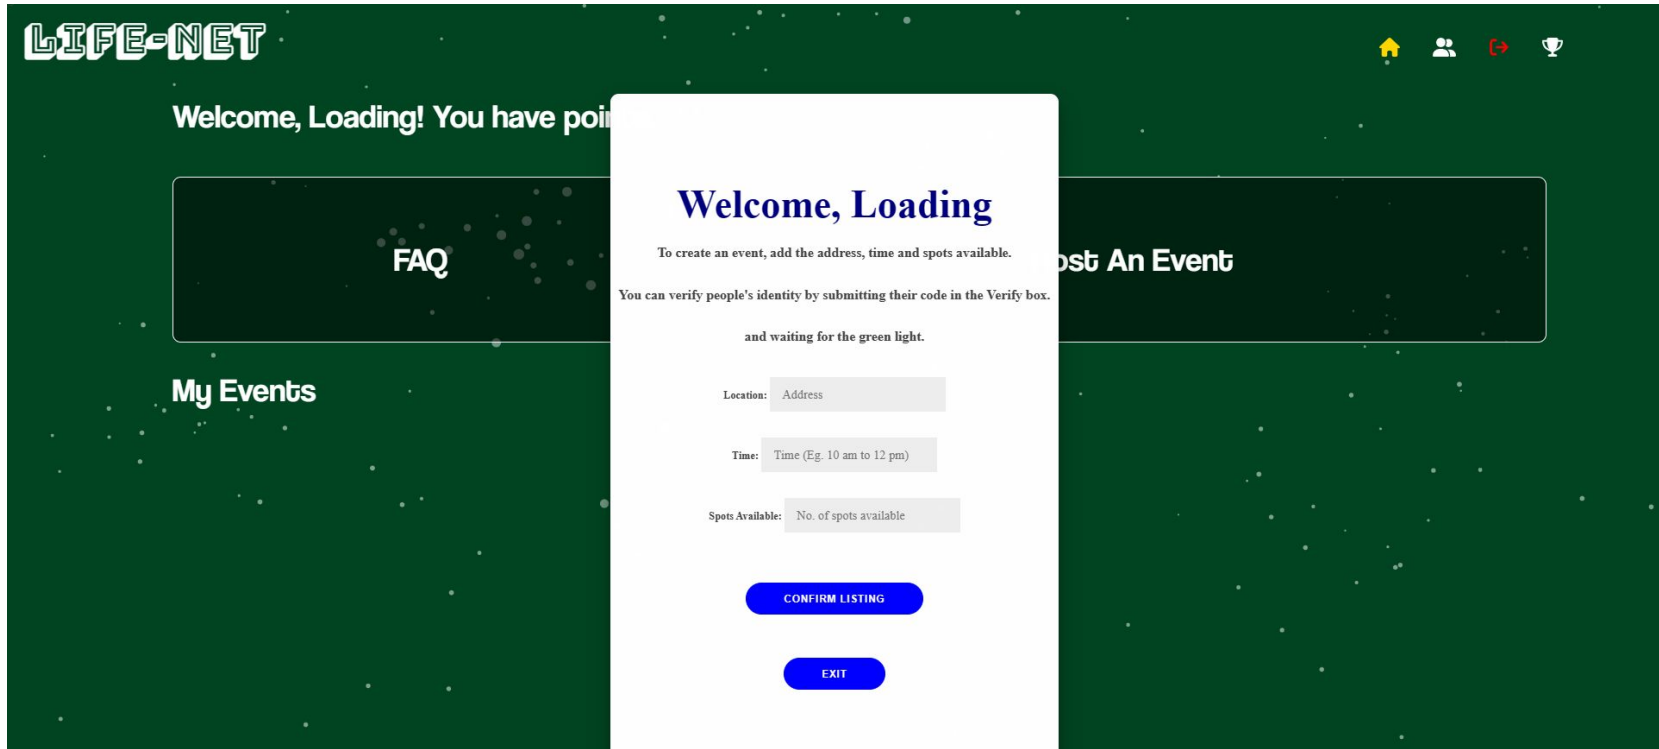 LIFE-NET
Welcome, Loading! You have poin
FAQ
ost An Event
My Events
Welcome, Loading
To create an event, add the address, time and spots available.
You can verify people's identity by submitting their code in the Verify box.
and waiting for the green light.
Location: Address
Time: Time (Eg. 10 am to 12 pm)
Spots Available: No. of spots available
CONFIRM LISTING
EXIT